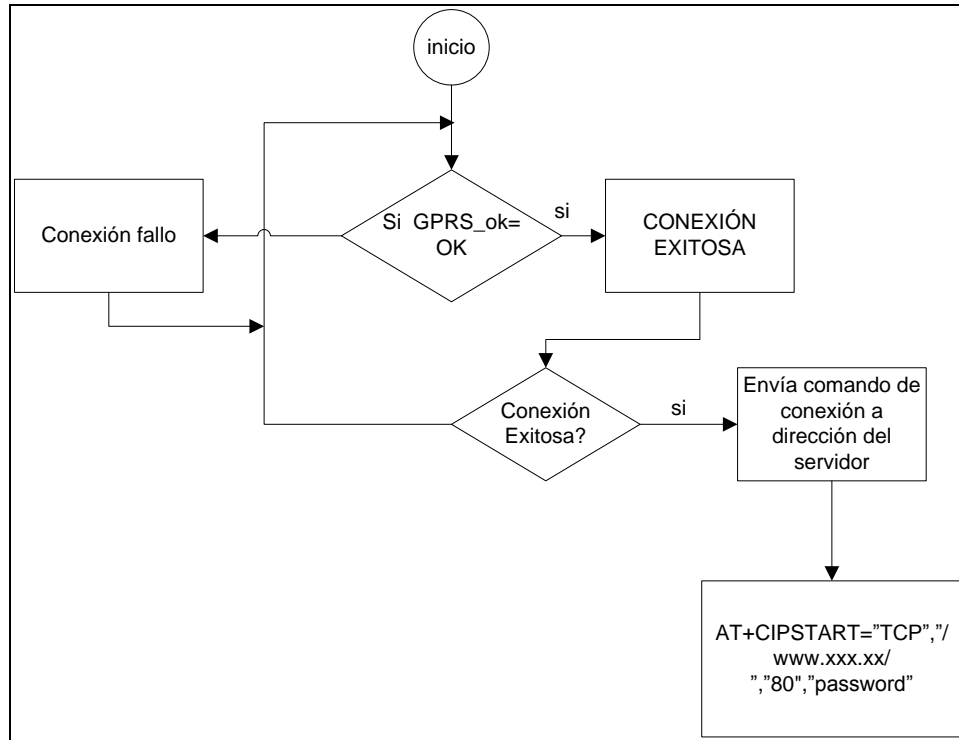 inicio
Conexión fallo
Si GPRS_ok=
OK
si
CONEXIÓN
EXITOSA
Conexión
Exitosa?
si
Envía comando de
conexión a
dirección del
servidor
AT+CIPSTART=”TCP”,”/
www.xxx.xx/
”,”80",”password”